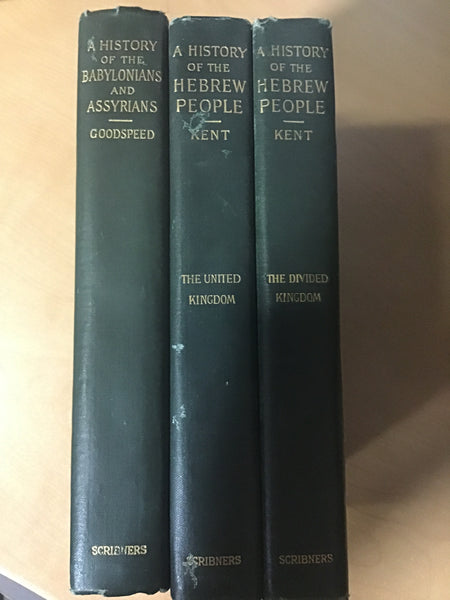 A HISTORY
OF THE
BABYLONIANS
AND
ASSYRIANS
GOODSPEED
SCRIBNERS
A HISTORY
OF THE
HEBREW
PEOPLE
KENT
THE UNITED
KINGDOM
SCRIBNERS
A HISTORY
OF THE
HEBREW
PEOPLE
KENT
THE DIVIDED
KINGDOM
SCRIBNERS